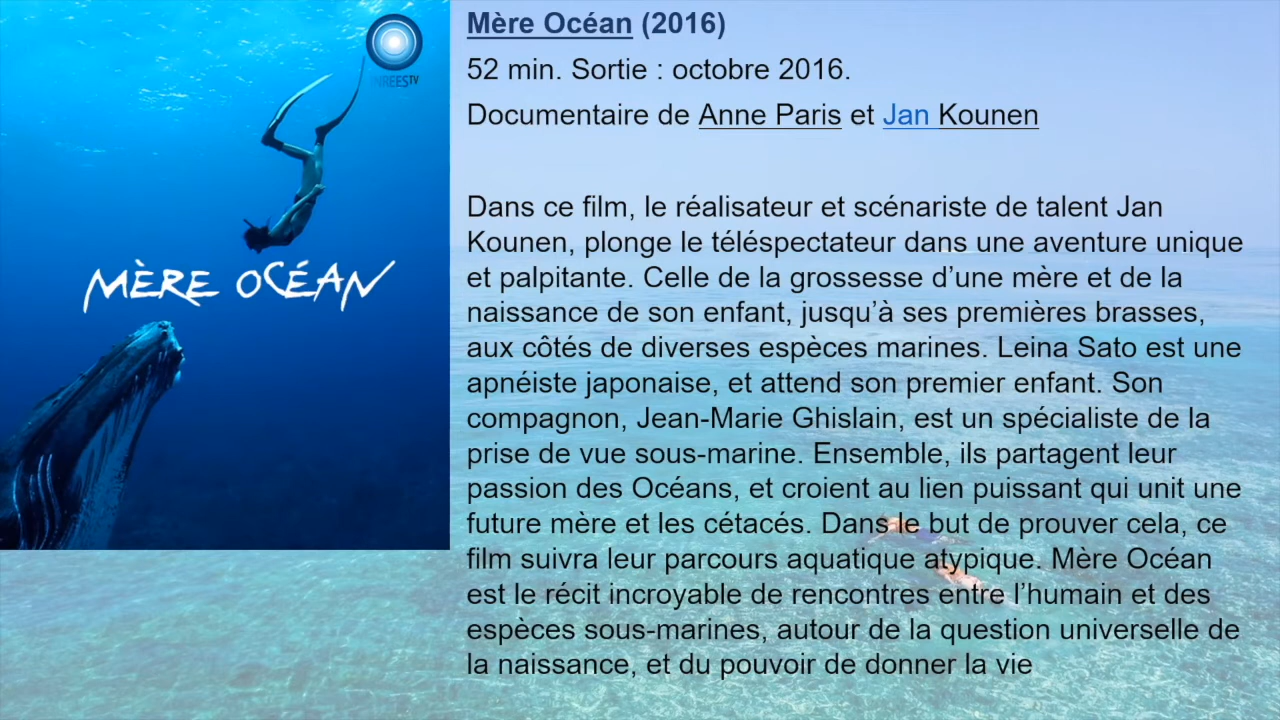 INREESTV
MÈRE OCÉAN
Mère Océan (2016)
52 min. Sortie : octobre 2016.
Documentaire de Anne Paris et Jan Kounen
Dans ce film, le réalisateur et scénariste de talent Jan
Kounen, plonge le téléspectateur dans une aventure unique
et palpitante. Celle de la grossesse d’une mère et de la
naissance de son enfant, jusqu’à ses premières brasses,
aux côtés de diverses espèces marines. Leina Sato est une
apnéiste japonaise, et attend son premier enfant. Son
compagnon, Jean-Marie Ghislain, est un spécialiste de la
prise de vue sous-marine. Ensemble, ils partagent leur
passion des Océans, et croient au lien puissant qui unit une
future mère et les cétacés. Dans le but de prouver cela, ce
film suivra leur parcours aquatique atypique. Mère Océan
est le récit incroyable de rencontres entre l’humain et des
espèces sous-marines, autour de la question universelle de
la naissance, et du pouvoir de donner la vie